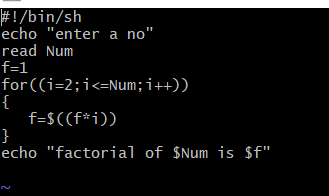 #!/bin/sh
echo "enter a no"
read Num
f=1
for((i=2;i<=Num;i++))
{
   f=$((f*i))
}
echo "factorial of $Num is $f"
~